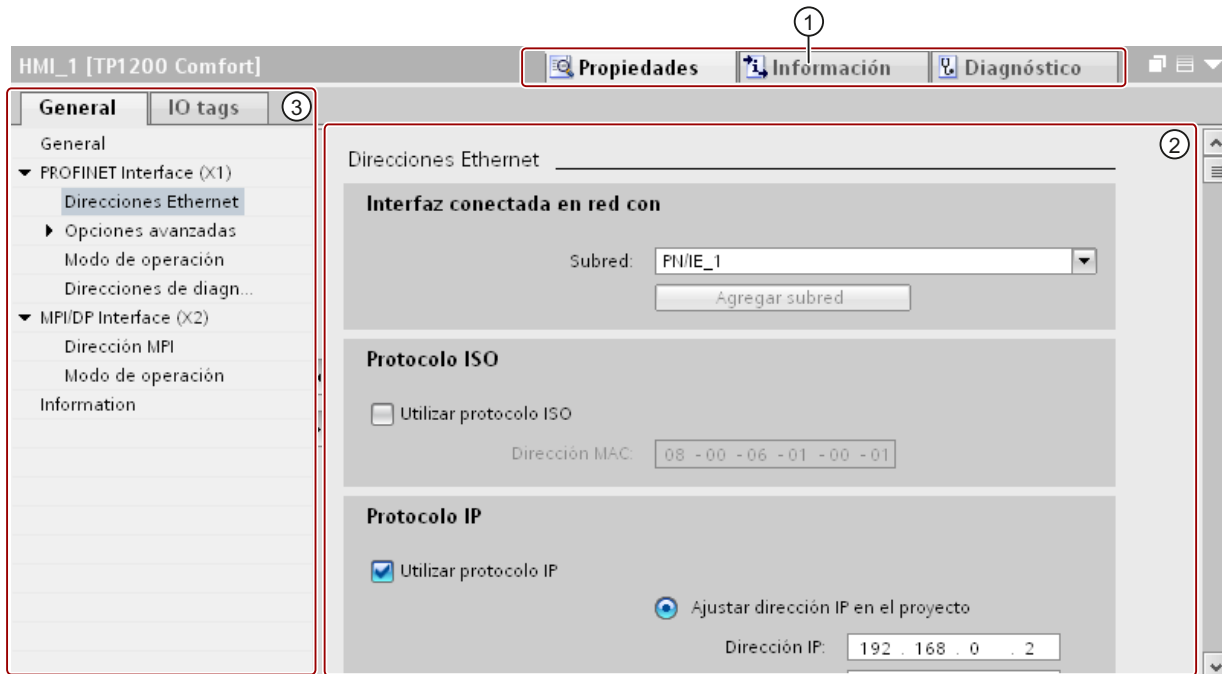 1
HMI_1 [TP1200 Comfort]
Propiedades
Información
Diagnóstico
General
IO tags
3
General
PROFINET Interface (X1)
Direcciones Ethernet
Opciones avanzadas
Modo de operación
Direcciones de diagn...
MPI/DP Interface (X2)
Dirección MPI
Modo de operación
Information
2
Direcciones Ethernet
Interfaz conectada en red con
Subred: PN/IE_1
Agregar subred
Protocolo ISO
Utilizar protocolo ISO
Dirección MAC: 08 - 00 - 06 - 01 - 00 - 01
Protocolo IP
Utilizar protocolo IP
Ajustar dirección IP en el proyecto
Dirección IP: 192 . 168 . 0 . 2